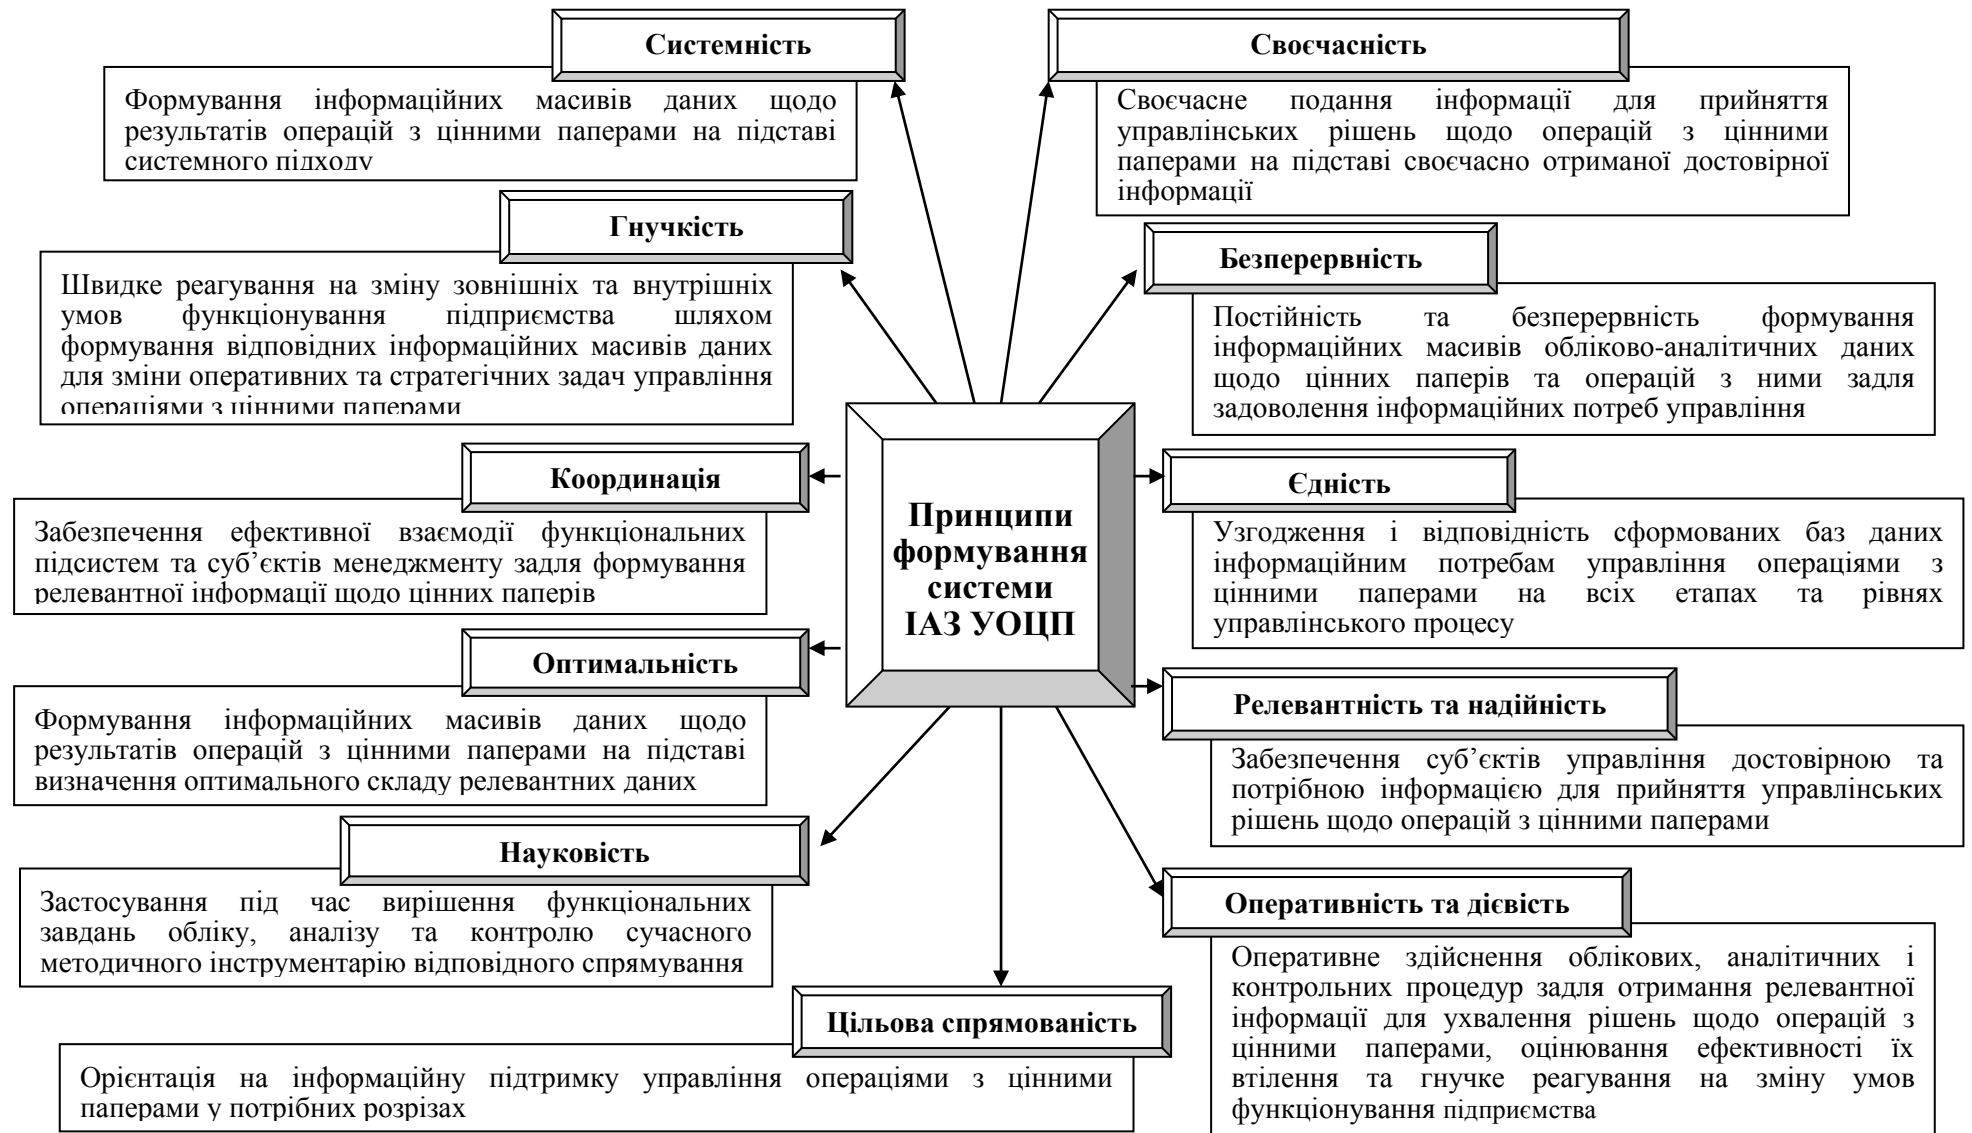 Системність
Формування інформаційних масивів даних щодо
результатів операцій з цінними паперами на підставі
системного підходу
Своєчасність
Своєчасне подання інформації для прийняття
управлінських рішень щодо операцій з цінними
паперами на підставі своєчасно отриманої достовірної
інформації
Гнучкість
Швидке реагування на зміну зовнішніх та внутрішніх
умов функціонування підприємства шляхом
формування відповідних інформаційних масивів даних
для зміни оперативних та стратегічних задач управління
операціями з цінними паперами
Безперервність
Постійність та безперервність формування
інформаційних масивів обліково-аналітичних даних
щодо цінних паперів та операцій з ними задля
задоволення інформаційних потреб управління
Координація
Забезпечення ефективної взаємодії функціональних
підсистем та суб’єктів менеджменту задля формування
релевантної інформації щодо цінних паперів
Принципи
формування
системи
ІАЗ УОЦП
Єдність
Узгодження і відповідність сформованих баз даних
інформаційним потребам управління операціями з
цінними паперами на всіх етапах та рівнях
управлінського процесу
Оптимальність
Формування інформаційних масивів даних щодо
результатів операцій з цінними паперами на підставі
визначення оптимального складу релевантних даних
Релевантність та надійність
Забезпечення суб’єктів управління достовірною та
потрібною інформацією для прийняття управлінських
рішень щодо операцій з цінними паперами
Науковість
Застосування під час вирішення функціональних
завдань обліку, аналізу та контролю сучасного
методичного інструментарію відповідного спрямування
Оперативність та дієвість
Оперативне здійснення облікових, аналітичних і
контрольних процедур задля отримання релевантної
інформації для ухвалення рішень щодо операцій з
цінними паперами, оцінювання ефективності їх
втілення та гнучке реагування на зміну умов
функціонування підприємства
Цільова спрямованість
Орієнтація на інформаційну підтримку управління операціями з цінними
паперами у потрібних розрізах